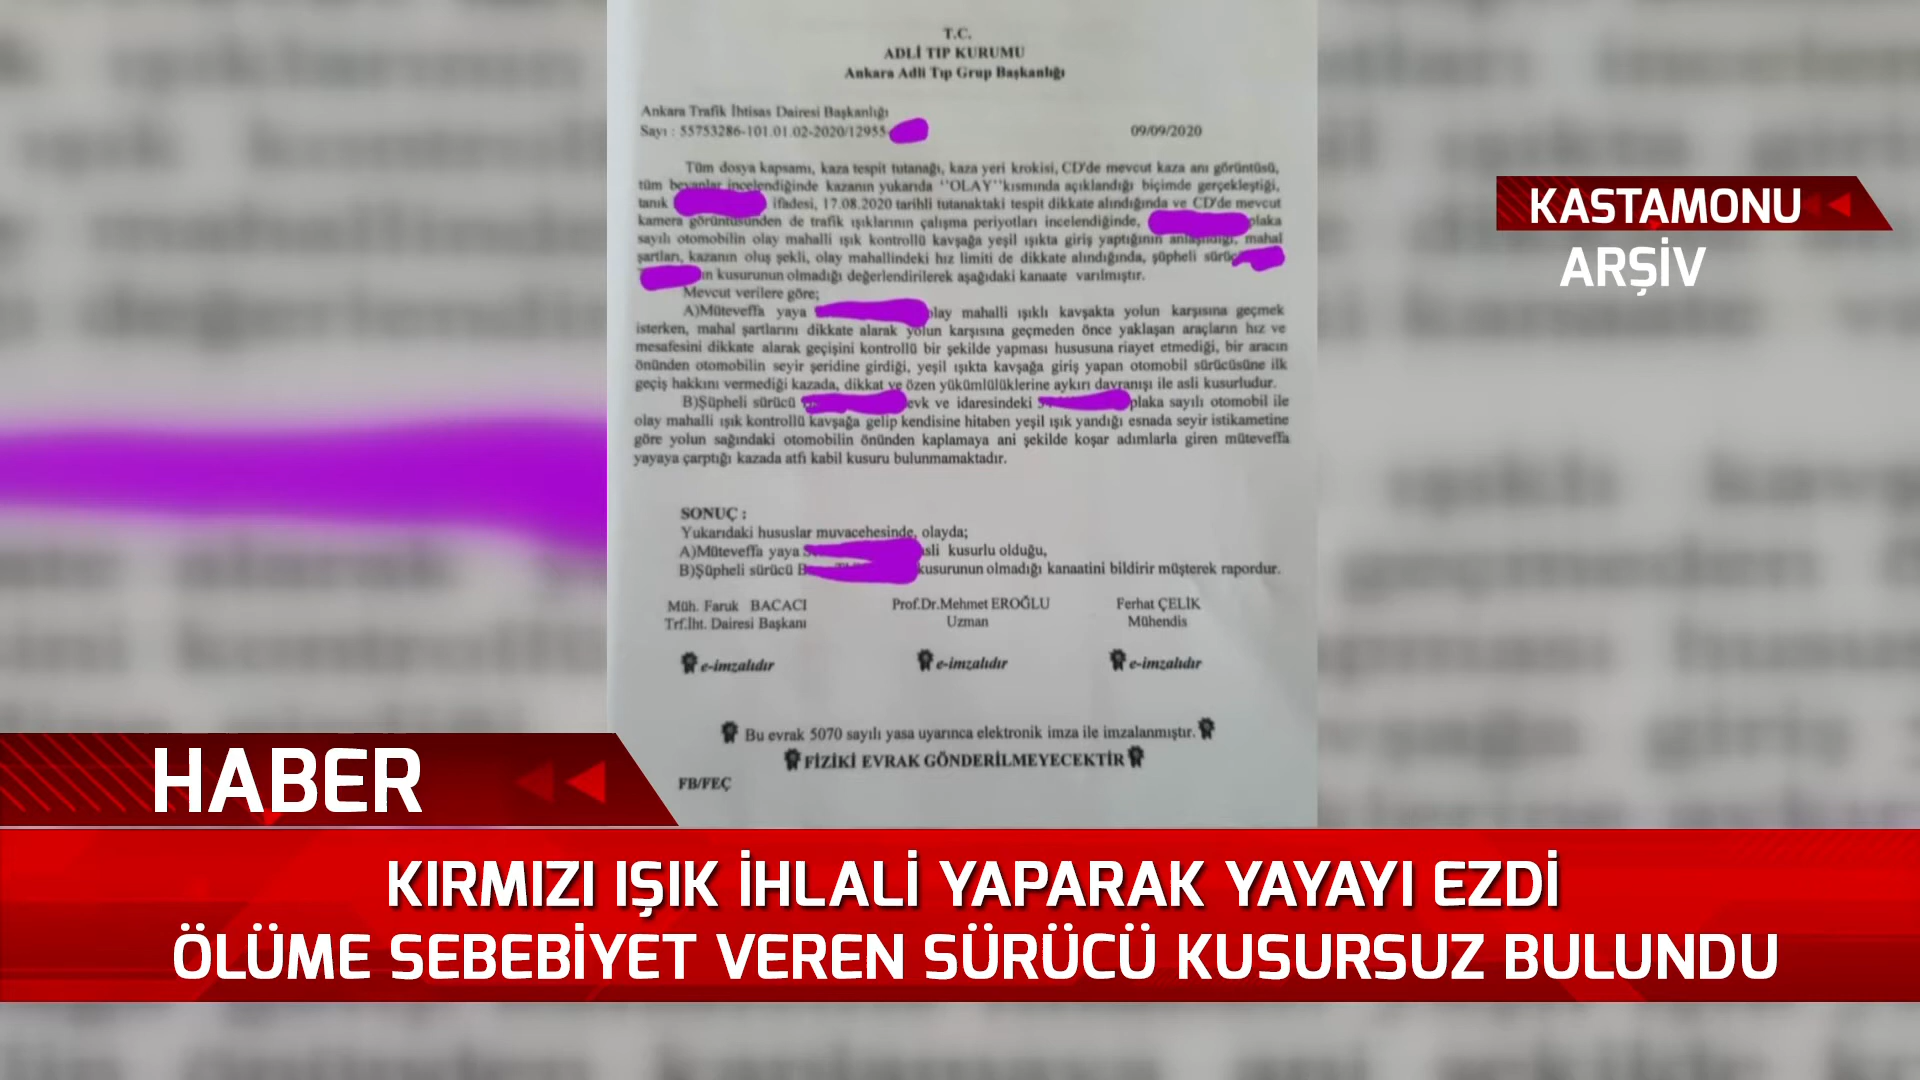 T.C.
ADLİ TIP KURUMU
Ankara Adli Tıp Grup Başkanlığı
Ankara Trafik İhtisas Dairesi Başkanlığı
Sayı : 55753286-101.01.02-2020/12955-
09/09/2020
Tüm dosya kapsamı, kaza tespit tutanağı, kaza yeri krokisi, CD'de mevcut kaza anı görüntüsü,
tüm beyanlar incelendiğinde kazanın yukarıda ''OLAY''kısmında açıklandığı biçimde gerçekleştiği,
tanık ifadesi, 17.08.2020 tarihli tutanaktaki tespit dikkate alındığında ve CD'de mevcut
kamera görüntüsünden de trafik ışıklarının çalışma periyotları incelendiğinde, plaka
sayılı otomobilin olay mahalli ışık kontrollü kavşağa yeşil ışıkta giriş yaptığının anlaşıldığı, mahal
şartları, kazanın oluş şekli, olay mahallindeki hız limiti de dikkate alındığında, şüpheli sürüc
ın kusurunun olmadığı değerlendirilerek aşağıdaki kanaate varılmıştır.
Mevcut verilere göre;
A)Müteveffa yaya olay mahalli ışıklı kavşakta yolun karşısına geçmek
isterken, mahal şartlarını dikkate alarak yolun karşısına geçmeden önce yaklaşan araçların hız ve
mesafesini dikkate alarak geçişini kontrollü bir şekilde yapması hususuna riayet etmediği, bir aracın
önünden otomobilin seyir şeridine girdiği, yeşil ışıkta kavşağa giriş yapan otomobil sürücüsüne ilk
geçiş hakkını vermediği kazada, dikkat ve özen yükümlülüklerine aykırı davranışı ile asli kusurludur.
B)Şüpheli sürücü evk ve idaresindeki plaka sayılı otomobil ile
olay mahalli ışık kontrollü kavşağa gelip kendisine hitaben yeşil ışık yandığı esnada seyir istikametine
göre yolun sağındaki otomobilin önünden kaplamaya ani şekilde koşar adımlarla giren müteveffa
yayaya çarptığı kazada atfı kabil kusuru bulunmamaktadır.
SONUÇ :
Yukarıdaki hususlar muvacehesinde, olayda;
A)Müteveffa yaya asli kusurlu olduğu,
B)Şüpheli sürücü kusurunun olmadığı kanaatini bildirir müşterek rapordur.
Müh. Faruk BACACI
Trf.İht. Dairesi Başkanı
Prof.Dr.Mehmet EROĞLU
Uzman
Ferhat ÇELİK
Mühendis
e-imzalıdır
e-imzalıdır
e-imzalıdır
Bu evrak 5070 sayılı yasa uyarınca elektronik imza ile imzalanmıştır.
FİZİKİ EVRAK GÖNDERİLMEYECEKTİR
FB/FEÇ
KASTAMONU
ARŞİV
HABER
KIRMIZI IŞIK İHLALİ YAPARAK YAYAYI EZDİ
ÖLÜME SEBEBİYET VEREN SÜRÜCÜ KUSURSUZ BULUNDU